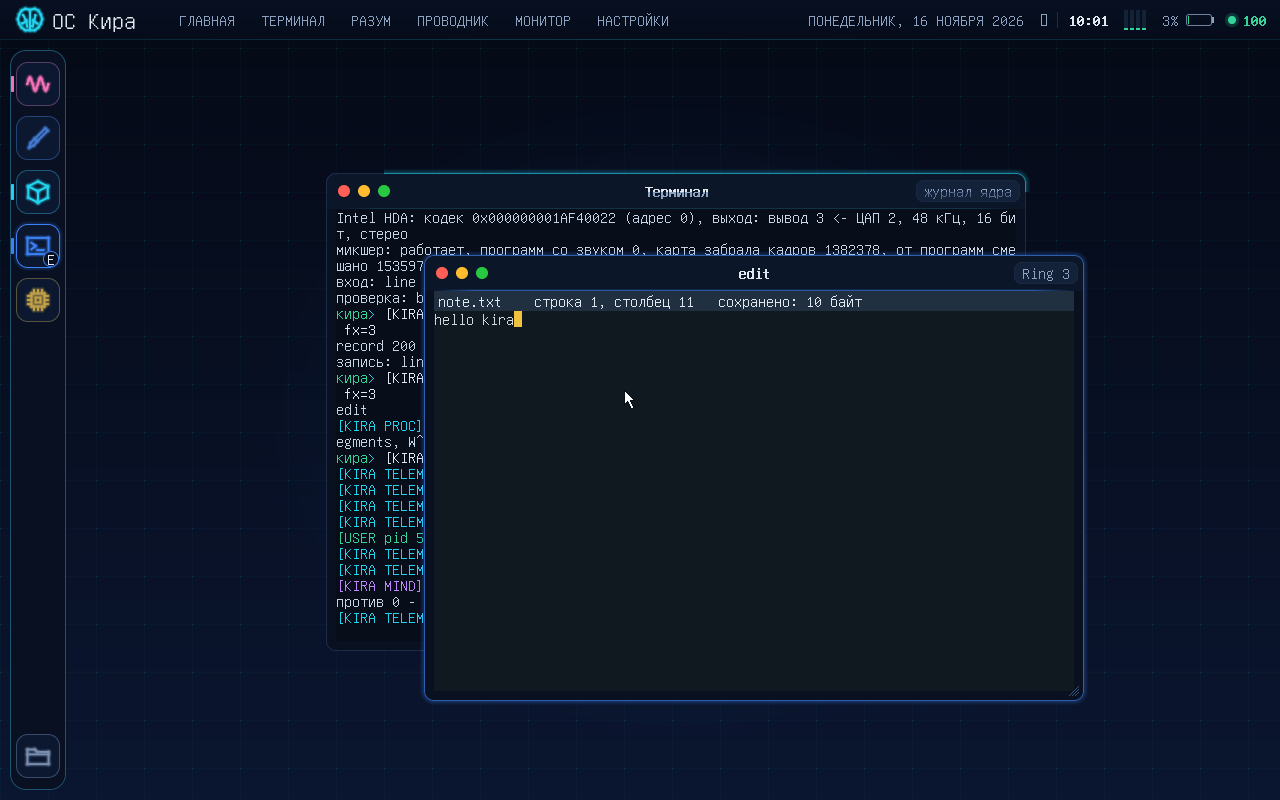 ОС Кира
ГЛАВНАЯ ТЕРМИНАЛ РАЗУМ ПРОВОДНИК МОНИТОР НАСТРОЙКИ
ПОНЕДЕЛЬНИК, 16 НОЯБРЯ 2026 10:01 3% 100
Терминал журнал ядра
Intel HDA: кодек 0x000000001AF40022 (адрес 0), выход: вывод 3 <- ЦАП 2, 48 кГц, 16 би
т, стерео
микшер: работает, программ со звуком 0, карта забрала кадров 1382378, от программ сме
шано 153597
вход: line
проверка: b
кира> [KIRA
fx=3
record 200
запись: lin
кира> [KIRA
fx=3
edit
[KIRA PROC]
egments, W^
кира> [KIRA
[KIRA TELEM
[KIRA TELEM
[KIRA TELEM
[KIRA TELEM
[USER pid 5
[KIRA TELEM
[KIRA TELEM
[KIRA MIND]
против 0 -
[KIRA TELEM
edit Ring 3
note.txt строка 1, столбец 11 сохранено: 10 байт
hello kira
E